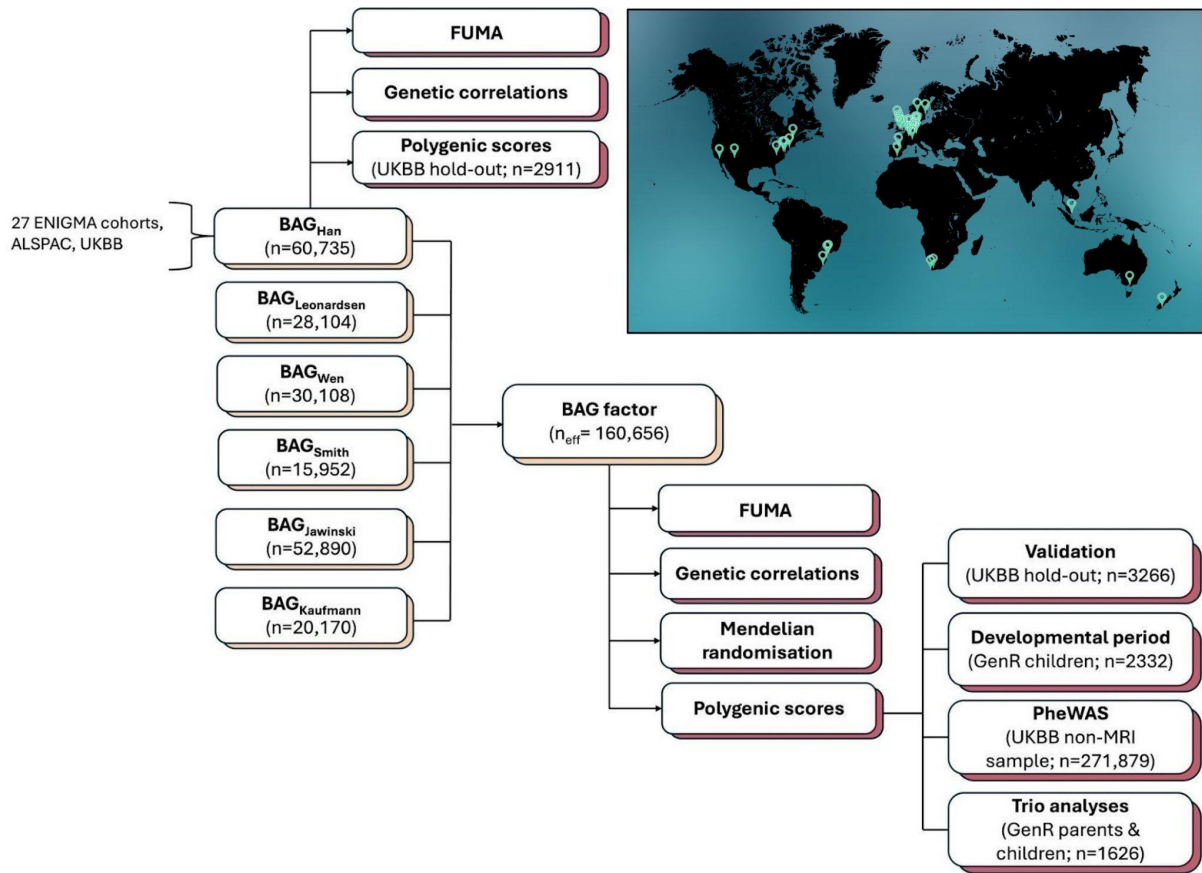 FUMA
Genetic correlations
Polygenic scores
(UKBB hold-out; n=2911)
27 ENIGMA cohorts,
ALSPAC, UKBB
BAGHan
(n=60,735)
BAGLeonardsen
(n=28,104)
BAGWen
(n=30,108)
BAGSmith
(n=15,952)
BAGJawinski
(n=52,890)
BAGKaufmann
(n=20,170)
BAG factor
(neff= 160,656)
FUMA
Genetic correlations
Mendelian
randomisation
Polygenic scores
Validation
(UKBB hold-out; n=3266)
Developmental period
(GenR children; n=2332)
PheWAS
(UKBB non-MRI
sample; n=271,879)
Trio analyses
(GenR parents &
children; n=1626)